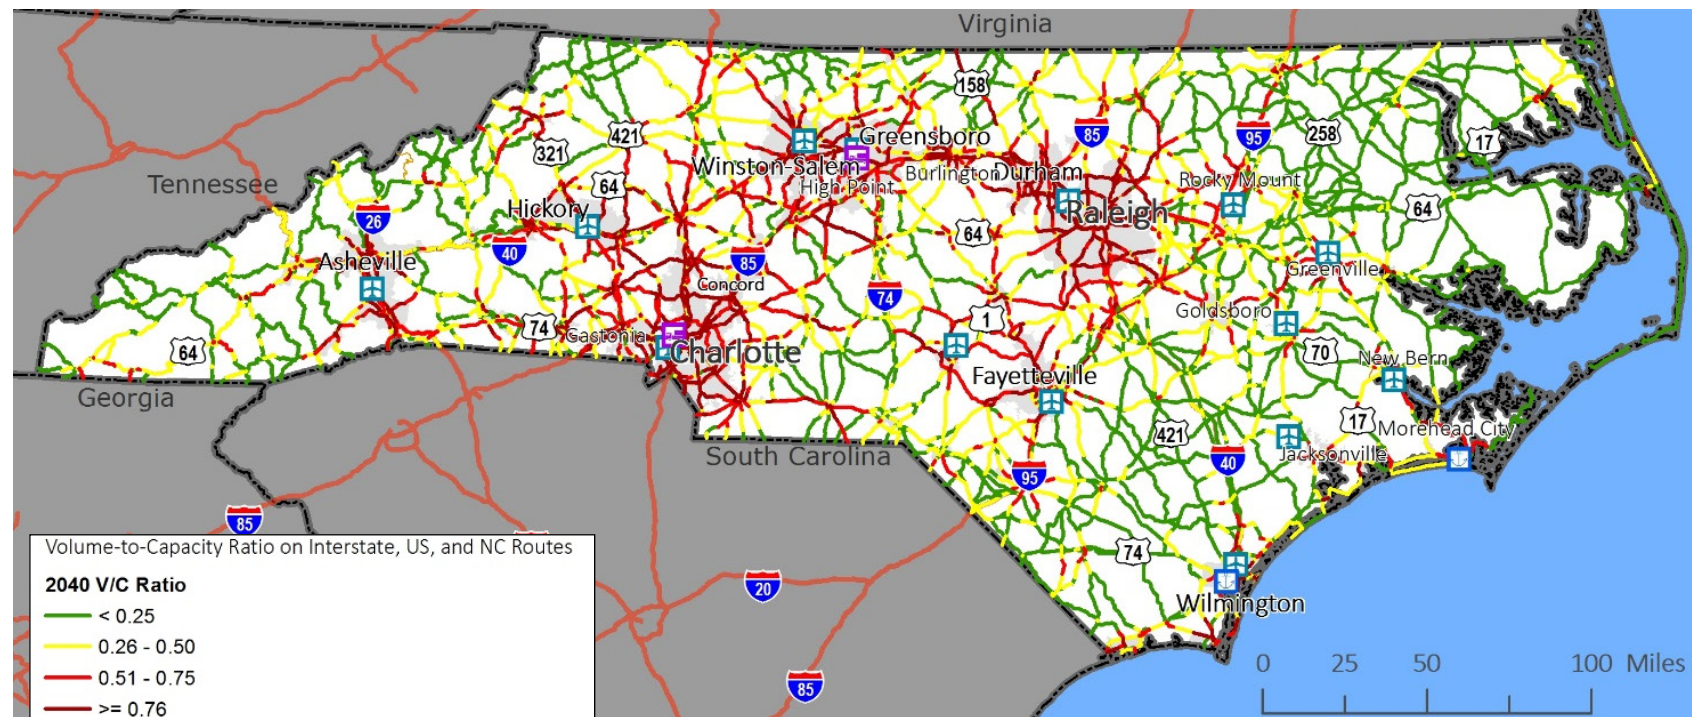 Virginia
158
421
Greensboro
85
95
258
17
321
Winston-Salem
Burlington
Durham
Tennessee
64
High Point
Rocky Mount
Hickory
Raleigh
64
26
64
40
Asheville
85
Greenville
Concord
74
Goldsboro
1
74
Gastonia
64
Charlotte
70
New Bern
Fayetteville
Georgia
17
421
Morehead City
South Carolina
Jacksonville
40
95
85
74
20
Wilmington
85
Volume-to-Capacity Ratio on Interstate, US, and NC Routes
2040 V/C Ratio
< 0.25
0.26 - 0.50
0.51 - 0.75
>= 0.76
0 25 50 100 Miles